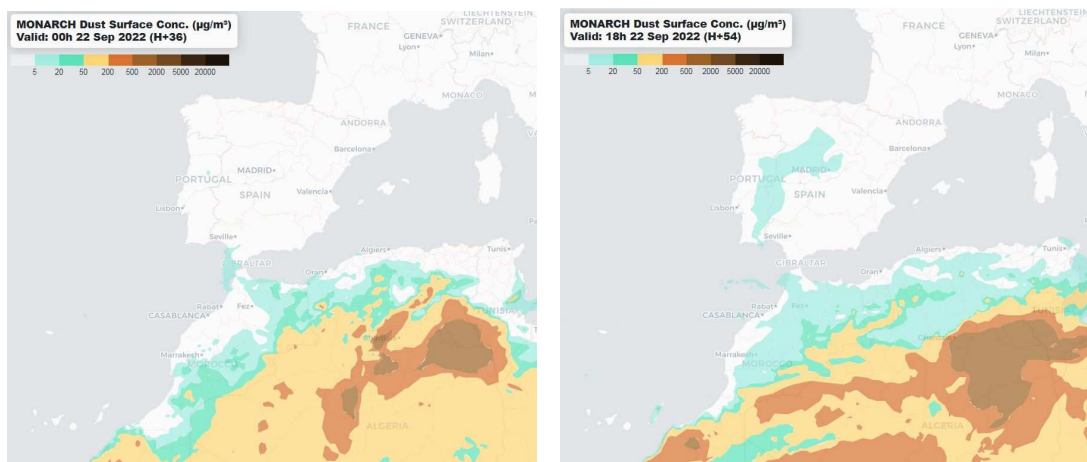 MONARCH Dust Surface Conc. (µg/m³)
Valid: 00h 22 Sep 2022 (H+36)
5 20 50 200 500 2000 5000 20000
LIECHTENSTEIN
SWITZERLAND
FRANCE
GENEVA
Lyon
Milan
MONACO
ANDORRA
Barcelona
MADRID
PORTUGAL
SPAIN
Valencia
Lisbon
Seville
GIBRALTAR
Algiers
Tunis
Oran
Rabat
Fez
CASABLANCA
TUNISIA
Marrakesh
MOROCCO
ALGERIA
MONARCH Dust Surface Conc. (µg/m³)
Valid: 18h 22 Sep 2022 (H+54)
5 20 50 200 500 2000 5000 20000
LIECHTENSTEIN
SWITZERLAND
FRANCE
GENEVA
Lyon
Milan
MONACO
ANDORRA
Barcelona
MADRID
PORTUGAL
SPAIN
Valencia
Lisbon
Seville
GIBRALTAR
Algiers
Tunis
Oran
Rabat
Fez
CASABLANCA
TUNISIA
Marrakesh
MOROCCO
ALGERIA